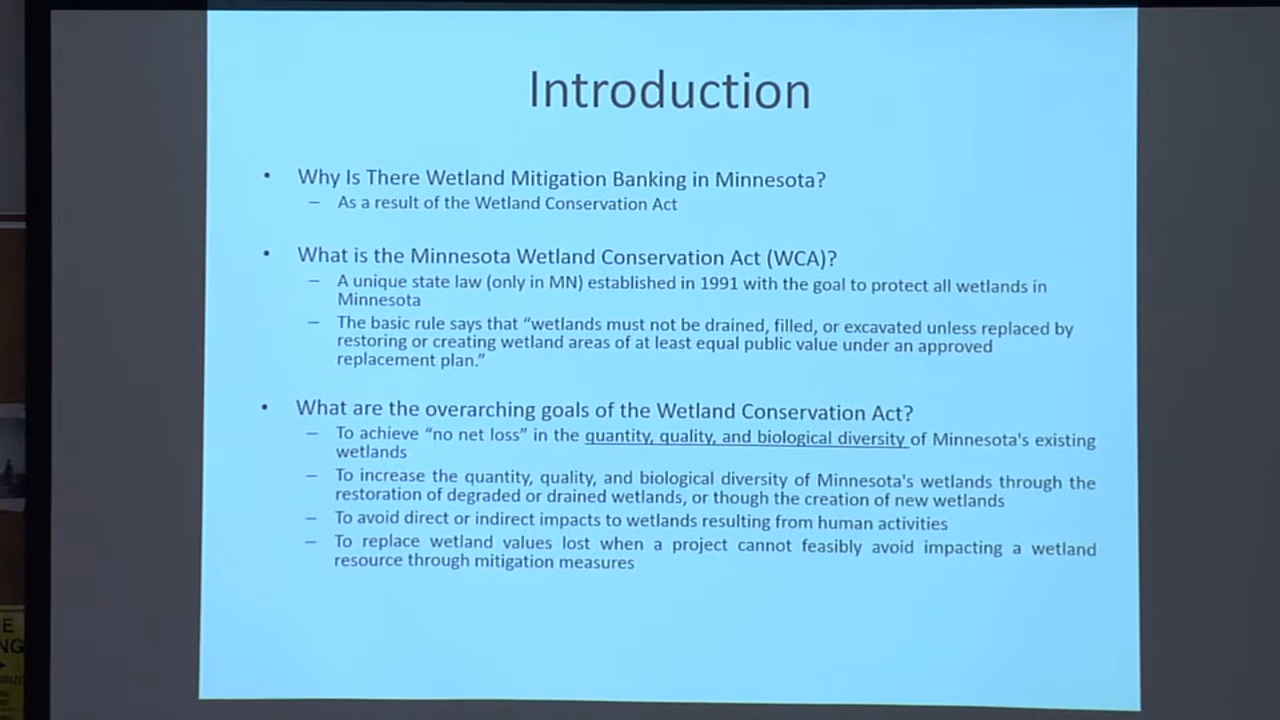 Introduction
• Why Is There Wetland Mitigation Banking in Minnesota?
– As a result of the Wetland Conservation Act
• What is the Minnesota Wetland Conservation Act (WCA)?
– A unique state law (only in MN) established in 1991 with the goal to protect all wetlands in
Minnesota
– The basic rule says that “wetlands must not be drained, filled, or excavated unless replaced by
restoring or creating wetland areas of at least equal public value under an approved
replacement plan.”
• What are the overarching goals of the Wetland Conservation Act?
– To achieve “no net loss” in the quantity, quality, and biological diversity of Minnesota's existing
wetlands
– To increase the quantity, quality, and biological diversity of Minnesota's wetlands through the
restoration of degraded or drained wetlands, or though the creation of new wetlands
– To avoid direct or indirect impacts to wetlands resulting from human activities
– To replace wetland values lost when a project cannot feasibly avoid impacting a wetland
resource through mitigation measures
E
NG